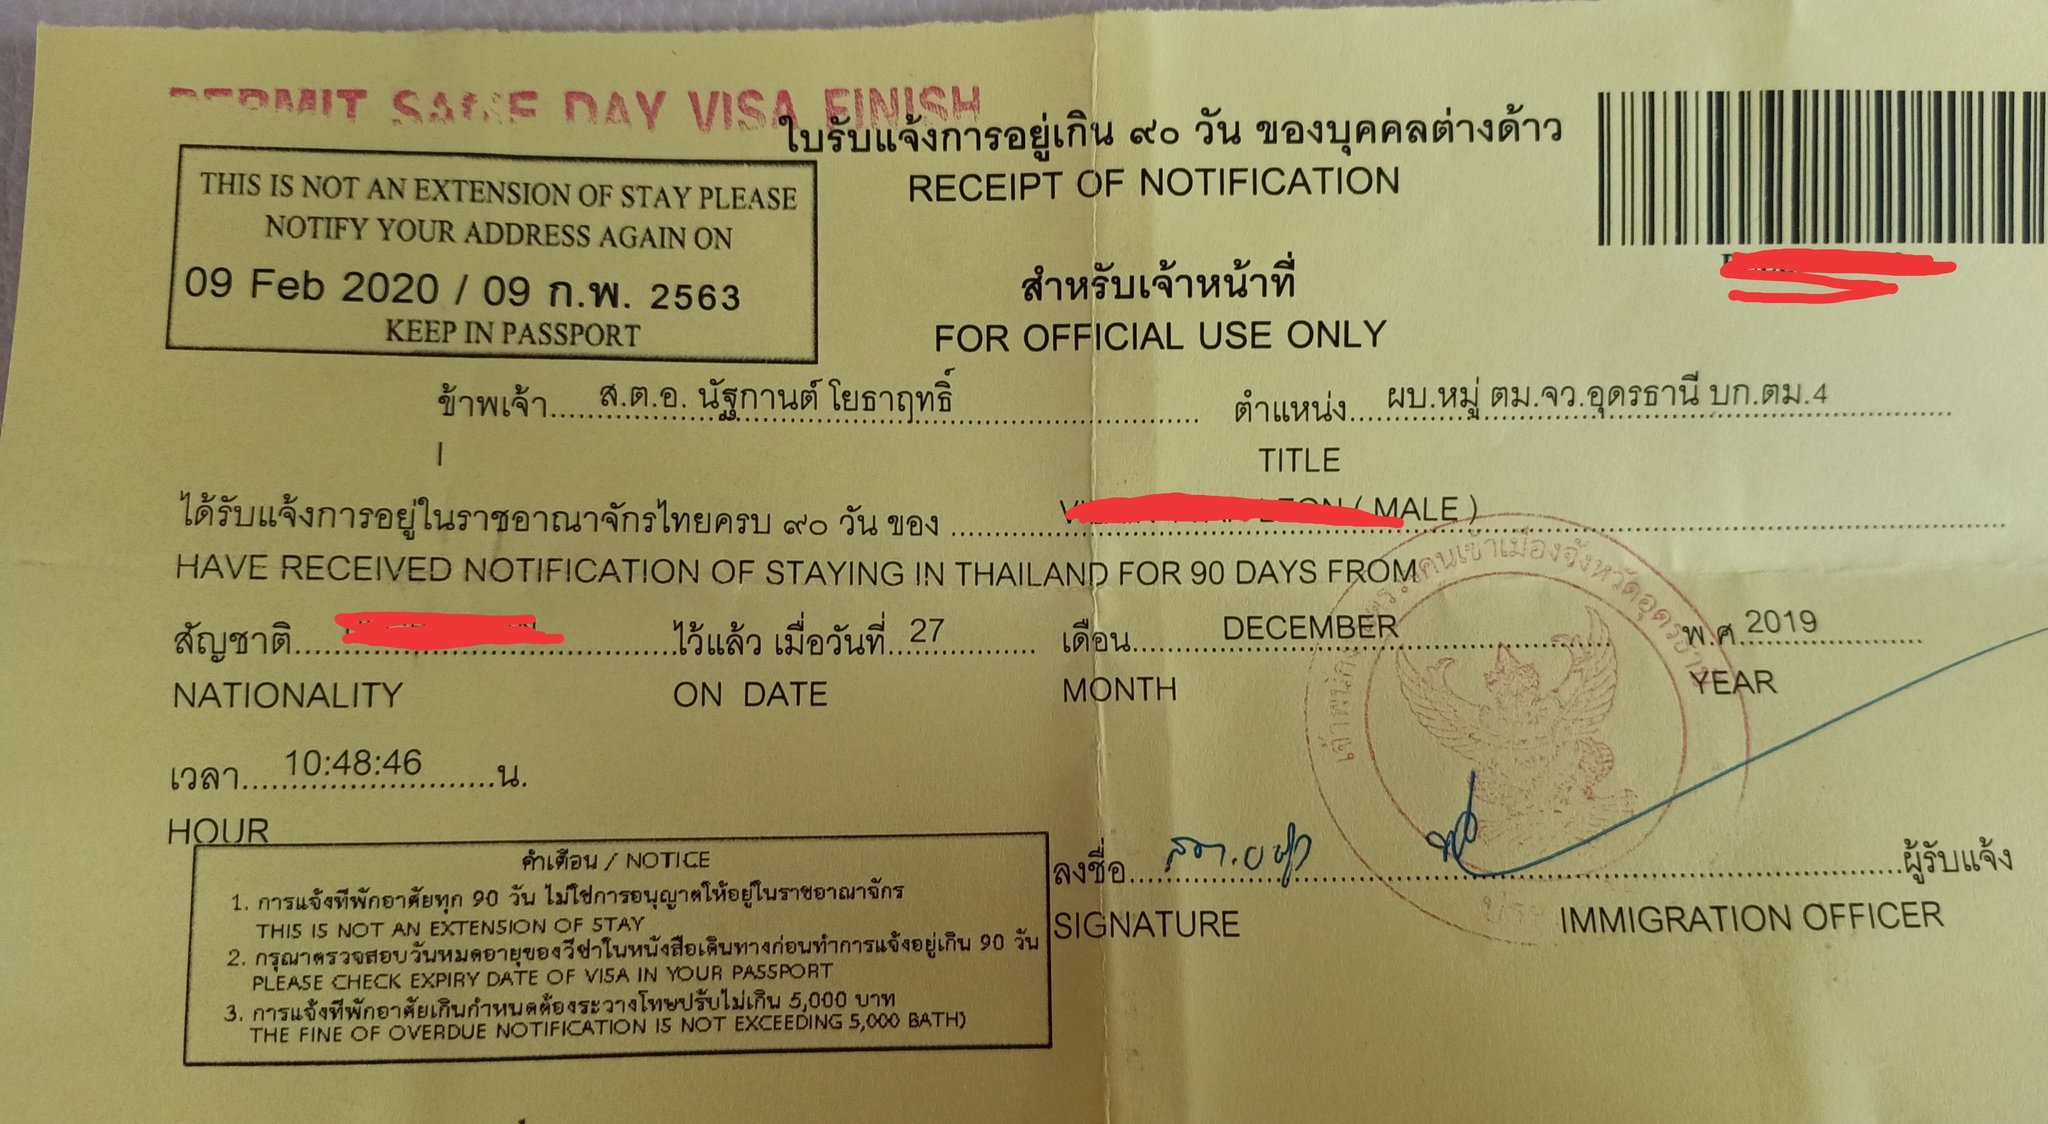 PERMIT SAME DAY VISA FINISH
ใบรับแจ้งการอยู่เกิน ๙๐ วัน ของบุคคลต่างด้าว
RECEIPT OF NOTIFICATION
THIS IS NOT AN EXTENSION OF STAY PLEASE
NOTIFY YOUR ADDRESS AGAIN ON
09 Feb 2020 / 09 ก.พ. 2563
KEEP IN PASSPORT
สำหรับเจ้าหน้าที่
FOR OFFICIAL USE ONLY
ข้าพเจ้า ส.ต.อ. นัฐกานต์ โยธาฤทธิ์ ตำแหน่ง ผบ.หมู่ ตม.จว.อุดรธานี บก.ตม.4
I TITLE
ได้รับแจ้งการอยู่ในราชอาณาจักรไทยครบ ๙๐ วัน ของ ( MALE )
HAVE RECEIVED NOTIFICATION OF STAYING IN THAILAND FOR 90 DAYS FROM
สัญชาติ ไว้แล้ว เมื่อวันที่ 27 เดือน DECEMBER พ.ศ. 2019
NATIONALITY ON DATE MONTH YEAR
เวลา 10:48:46 น.
HOUR
คำเตือน / NOTICE
1. การแจ้งที่พักอาศัยทุก 90 วัน ไม่ใช่การอนุญาตให้อยู่ในราชอาณาจักร
THIS IS NOT AN EXTENSION OF STAY
2. กรุณาตรวจสอบวันหมดอายุของวีซ่าในหนังสือเดินทางก่อนทำการแจ้งอยู่เกิน 90 วัน
PLEASE CHECK EXPIRY DATE OF VISA IN YOUR PASSPORT
3. การแจ้งที่พักอาศัยเกินกำหนดต้องระวางโทษปรับไม่เกิน 5,000 บาท
THE FINE OF OVERDUE NOTIFICATION IS NOT EXCEEDING 5,000 BATH)
ลงชื่อ ผู้รับแจ้ง
SIGNATURE IMMIGRATION OFFICER